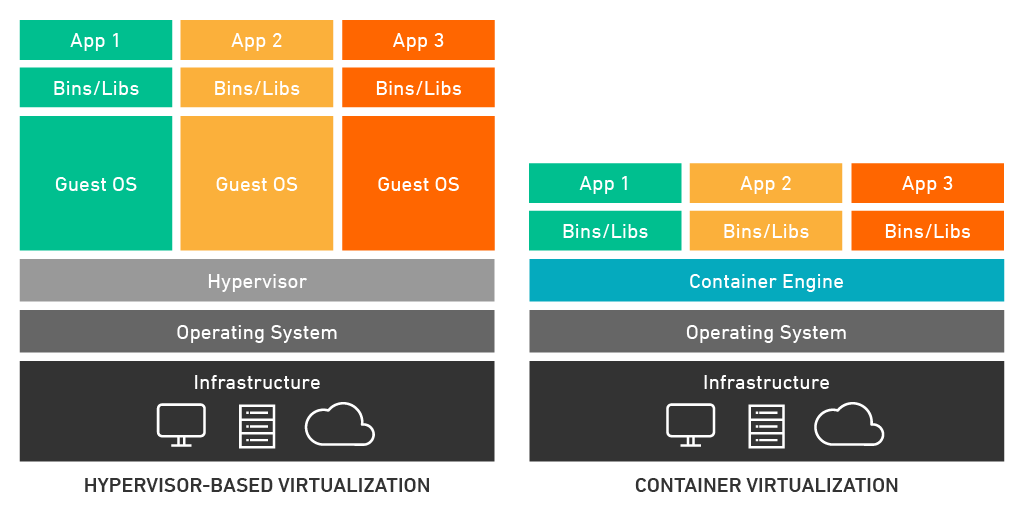 App 1
App 2
App 3
Bins/Libs
Bins/Libs
Bins/Libs
Guest OS
Guest OS
Guest OS
Hypervisor
Operating System
Infrastructure
HYPERVISOR-BASED VIRTUALIZATION
App 1
App 2
App 3
Bins/Libs
Bins/Libs
Bins/Libs
Container Engine
Operating System
Infrastructure
CONTAINER VIRTUALIZATION